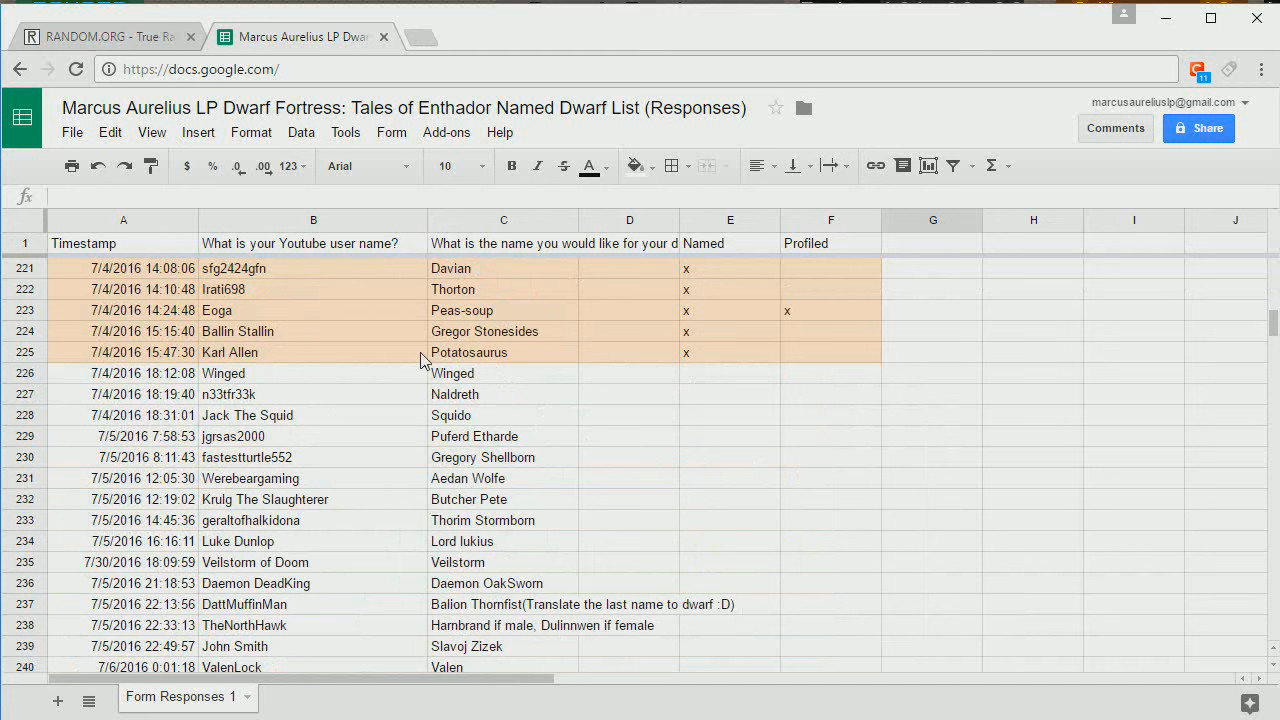 RANDOM.ORG - True Ra
Marcus Aurelius LP Dwar
https://docs.google.com/
11
Marcus Aurelius LP Dwarf Fortress: Tales of Enthador Named Dwarf List (Responses)
marcusaureliuslp@gmail.com
File Edit View Insert Format Data Tools Form Add-ons Help
Comments Share
$ % .0 .00 123 Arial 10 B I S A Σ
fx
A B C D E F G H I J
1 Timestamp What is your Youtube user name? What is the name you would like for your d Named Profiled
221 7/4/2016 14:08:06 sfg2424gfn Davian x
222 7/4/2016 14:10:48 Irati698 Thorton x
223 7/4/2016 14:24:48 Eoga Peas-soup x x
224 7/4/2016 15:15:40 Ballin Stallin Gregor Stonesides x
225 7/4/2016 15:47:30 Karl Allen Potatosaurus x
226 7/4/2016 18:12:08 Winged Winged
227 7/4/2016 18:19:40 n33tfr33k Naldreth
228 7/4/2016 18:31:01 Jack The Squid Squido
229 7/5/2016 7:58:53 jgrsas2000 Puferd Etharde
230 7/5/2016 8:11:43 fastestturtle552 Gregory Shellborn
231 7/5/2016 12:05:30 Werebeargaming Aedan Wolfe
232 7/5/2016 12:19:02 Krulg The Slaughterer Butcher Pete
233 7/5/2016 14:45:36 geraltofhalkidona Thorim Stormborn
234 7/5/2016 16:16:11 Luke Dunlop Lord lukius
235 7/30/2016 18:09:59 Veilstorm of Doom Veilstorm
236 7/5/2016 21:18:53 Daemon DeadKing Daemon OakSworn
237 7/5/2016 22:13:56 DattMuffinMan Balion Thornfist(Translate the last name to dwarf :D)
238 7/5/2016 22:33:13 TheNorthHawk Harnbrand if male, Dulinnwen if female
239 7/5/2016 22:49:57 John Smith Slavoj Zizek
240 7/6/2016 0:01:18 ValenLock Valen
Form Responses 1